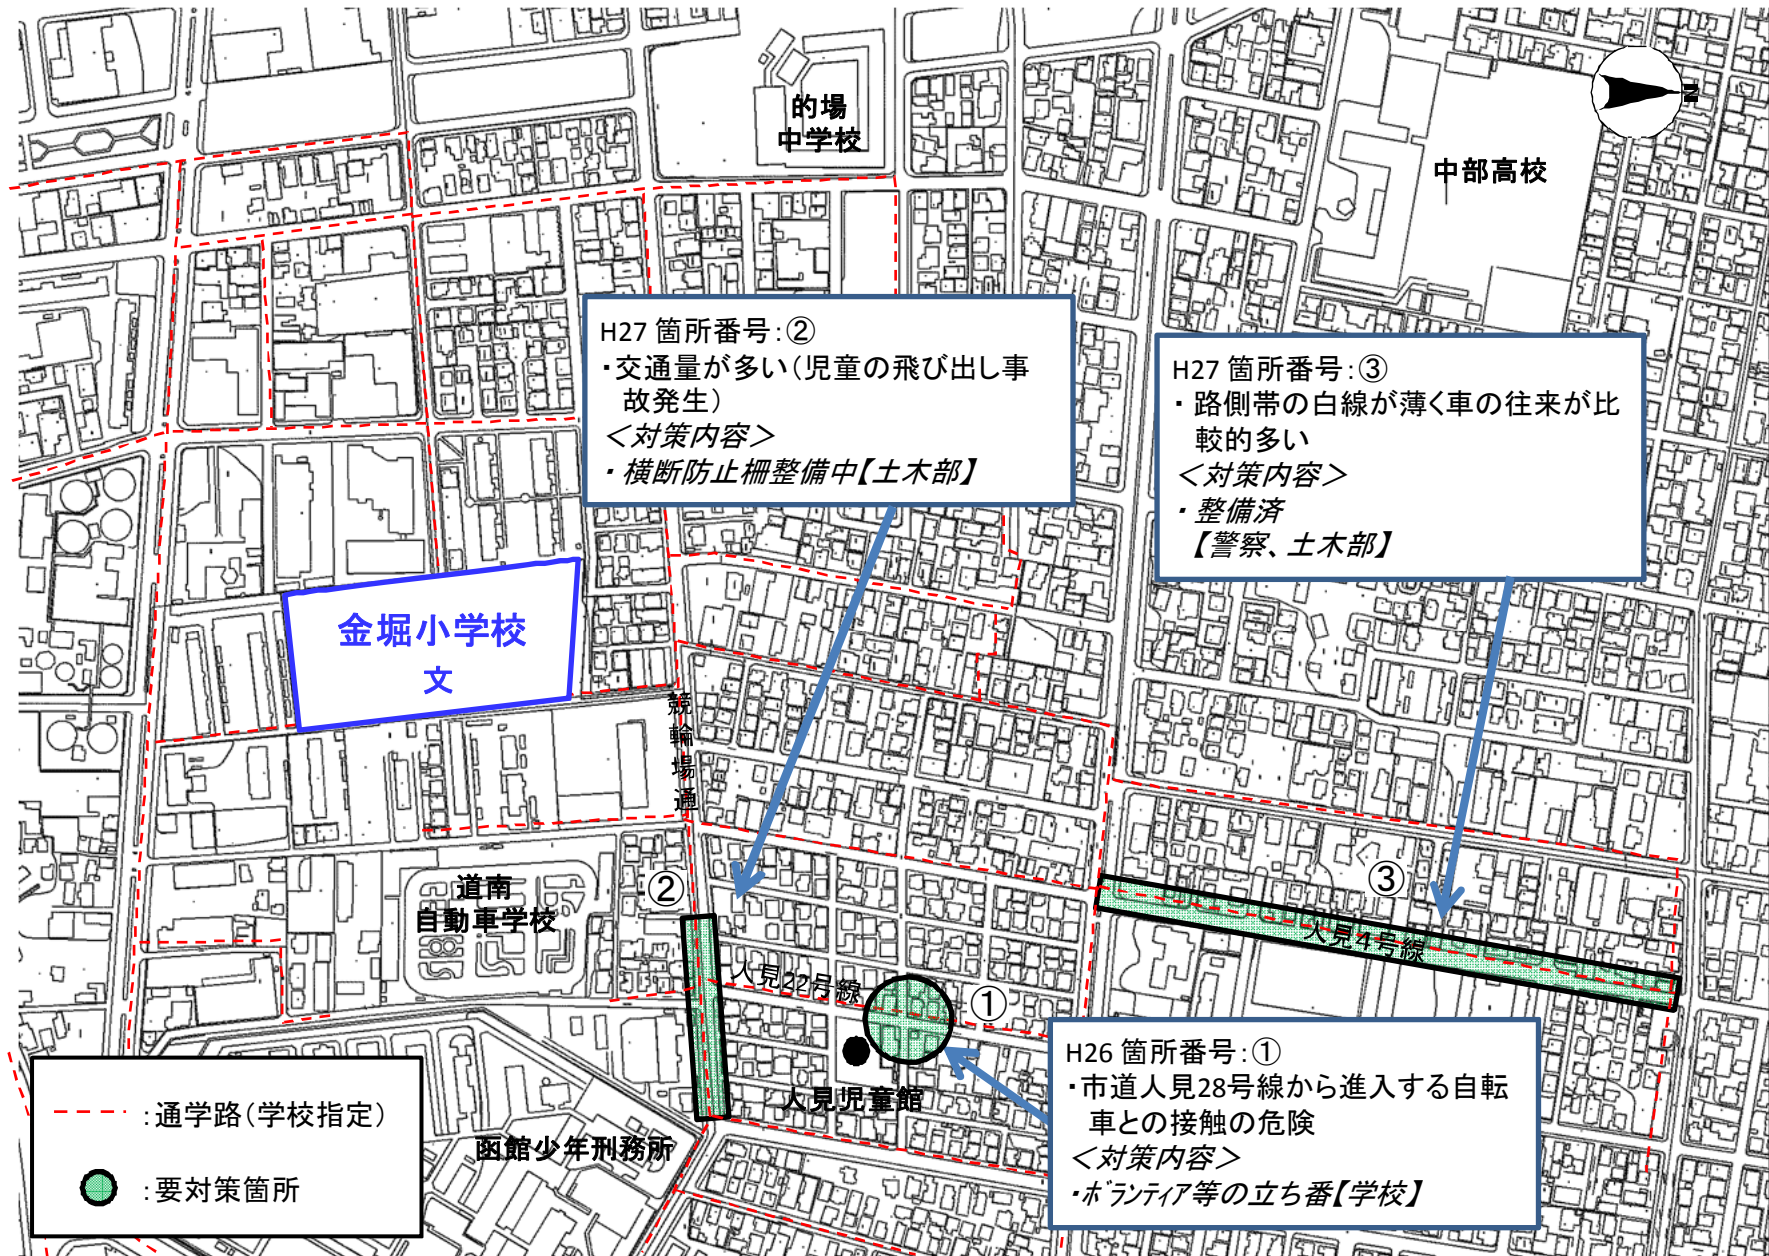 的場
中学校
N
中部高校
H27 箇所番号：②
・交通量が多い（児童の飛び出し事
故発生）
＜対策内容＞
・横断防止柵整備中【土木部】
H27 箇所番号：③
・路側帯の白線が薄く車の往来が比
較的多い
＜対策内容＞
・整備済
【警察、土木部】
金堀小学校
文
競輪場通
道南
自動車学校
②
③
人見4号線
人見22号線
①
人見児童館
函館少年刑務所
H26 箇所番号：①
・市道人見28号線から進入する自転
車との接触の危険
＜対策内容＞
・ボランティア等の立ち番【学校】
：通学路（学校指定）
：要対策箇所